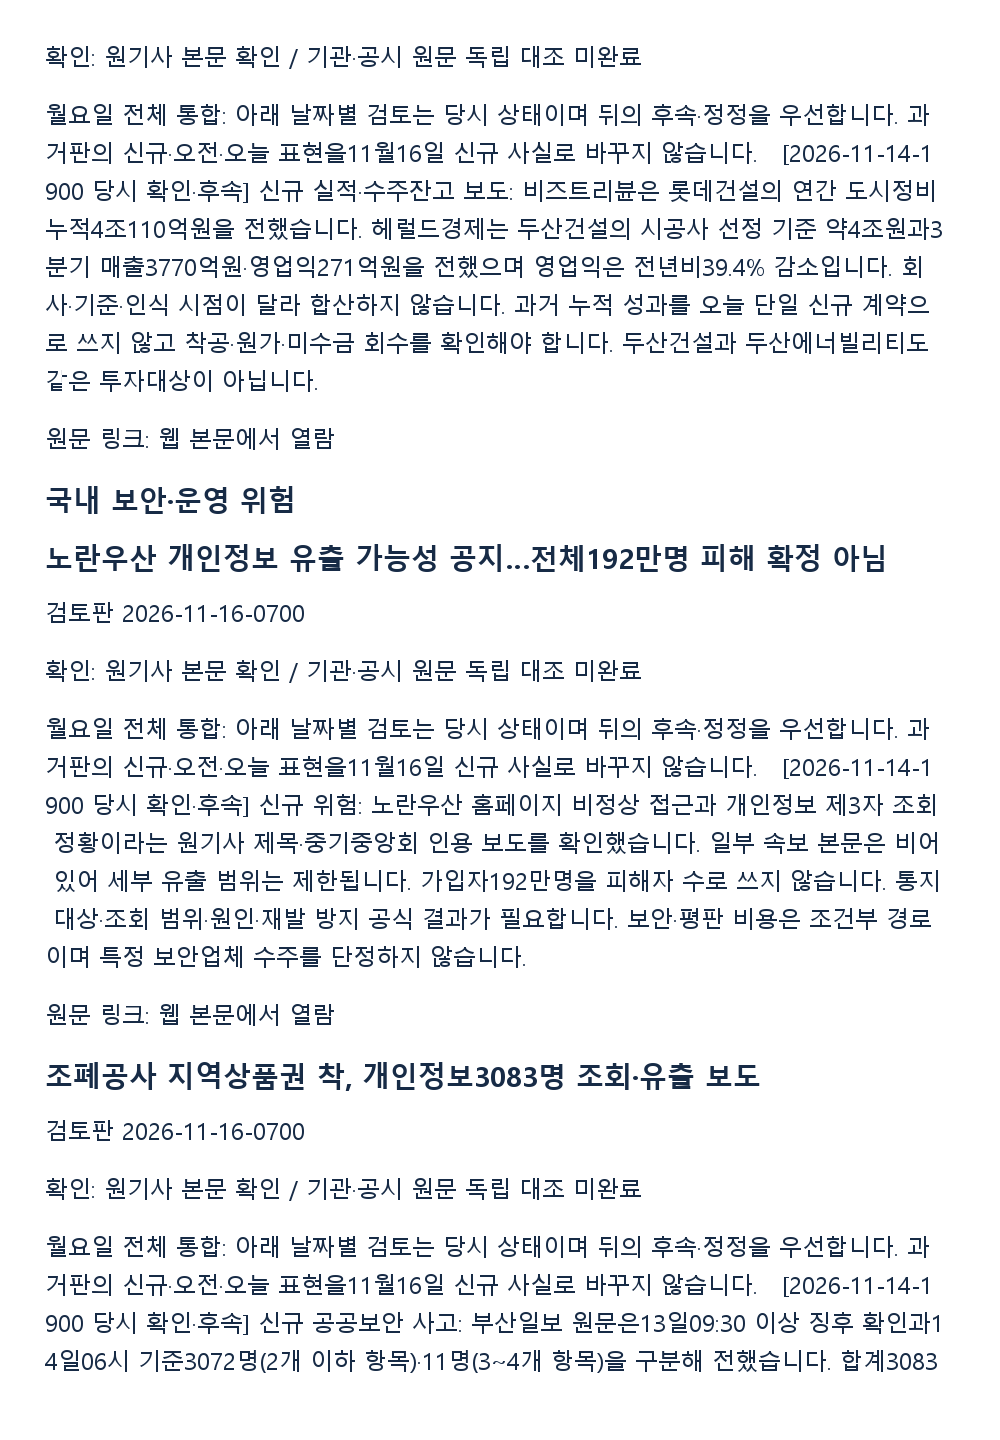 확인: 원기사 본문 확인 / 기관·공시 원문 독립 대조 미완료
월요일 전체 통합: 아래 날짜별 검토는 당시 상태이며 뒤의 후속·정정을 우선합니다. 과
거판의 신규·오전·오늘 표현을11월16일 신규 사실로 바꾸지 않습니다.   [2026-11-14-1
900 당시 확인·후속] 신규 실적·수주잔고 보도: 비즈트리뷴은 롯데건설의 연간 도시정비
누적4조110억원을 전했습니다. 헤럴드경제는 두산건설의 시공사 선정 기준 약4조원과3
분기 매출3770억원·영업익271억원을 전했으며 영업익은 전년비39.4% 감소입니다. 회
사·기준·인식 시점이 달라 합산하지 않습니다. 과거 누적 성과를 오늘 단일 신규 계약으
로 쓰지 않고 착공·원가·미수금 회수를 확인해야 합니다. 두산건설과 두산에너빌리티도
같은 투자대상이 아닙니다.
원문 링크: 웹 본문에서 열람
국내 보안·운영 위험
노란우산 개인정보 유출 가능성 공지…전체192만명 피해 확정 아님
검토판 2026-11-16-0700
확인: 원기사 본문 확인 / 기관·공시 원문 독립 대조 미완료
월요일 전체 통합: 아래 날짜별 검토는 당시 상태이며 뒤의 후속·정정을 우선합니다. 과
거판의 신규·오전·오늘 표현을11월16일 신규 사실로 바꾸지 않습니다.   [2026-11-14-1
900 당시 확인·후속] 신규 위험: 노란우산 홈페이지 비정상 접근과 개인정보 제3자 조회
정황이라는 원기사 제목·중기중앙회 인용 보도를 확인했습니다. 일부 속보 본문은 비어
있어 세부 유출 범위는 제한됩니다. 가입자192만명을 피해자 수로 쓰지 않습니다. 통지
대상·조회 범위·원인·재발 방지 공식 결과가 필요합니다. 보안·평판 비용은 조건부 경로
이며 특정 보안업체 수주를 단정하지 않습니다.
원문 링크: 웹 본문에서 열람
조폐공사 지역상품권 착, 개인정보3083명 조회·유출 보도
검토판 2026-11-16-0700
확인: 원기사 본문 확인 / 기관·공시 원문 독립 대조 미완료
월요일 전체 통합: 아래 날짜별 검토는 당시 상태이며 뒤의 후속·정정을 우선합니다. 과
거판의 신규·오전·오늘 표현을11월16일 신규 사실로 바꾸지 않습니다.   [2026-11-14-1
900 당시 확인·후속] 신규 공공보안 사고: 부산일보 원문은13일09:30 이상 징후 확인과1
4일06시 기준3072명(2개 이하 항목)·11명(3~4개 항목)을 구분해 전했습니다. 합계3083